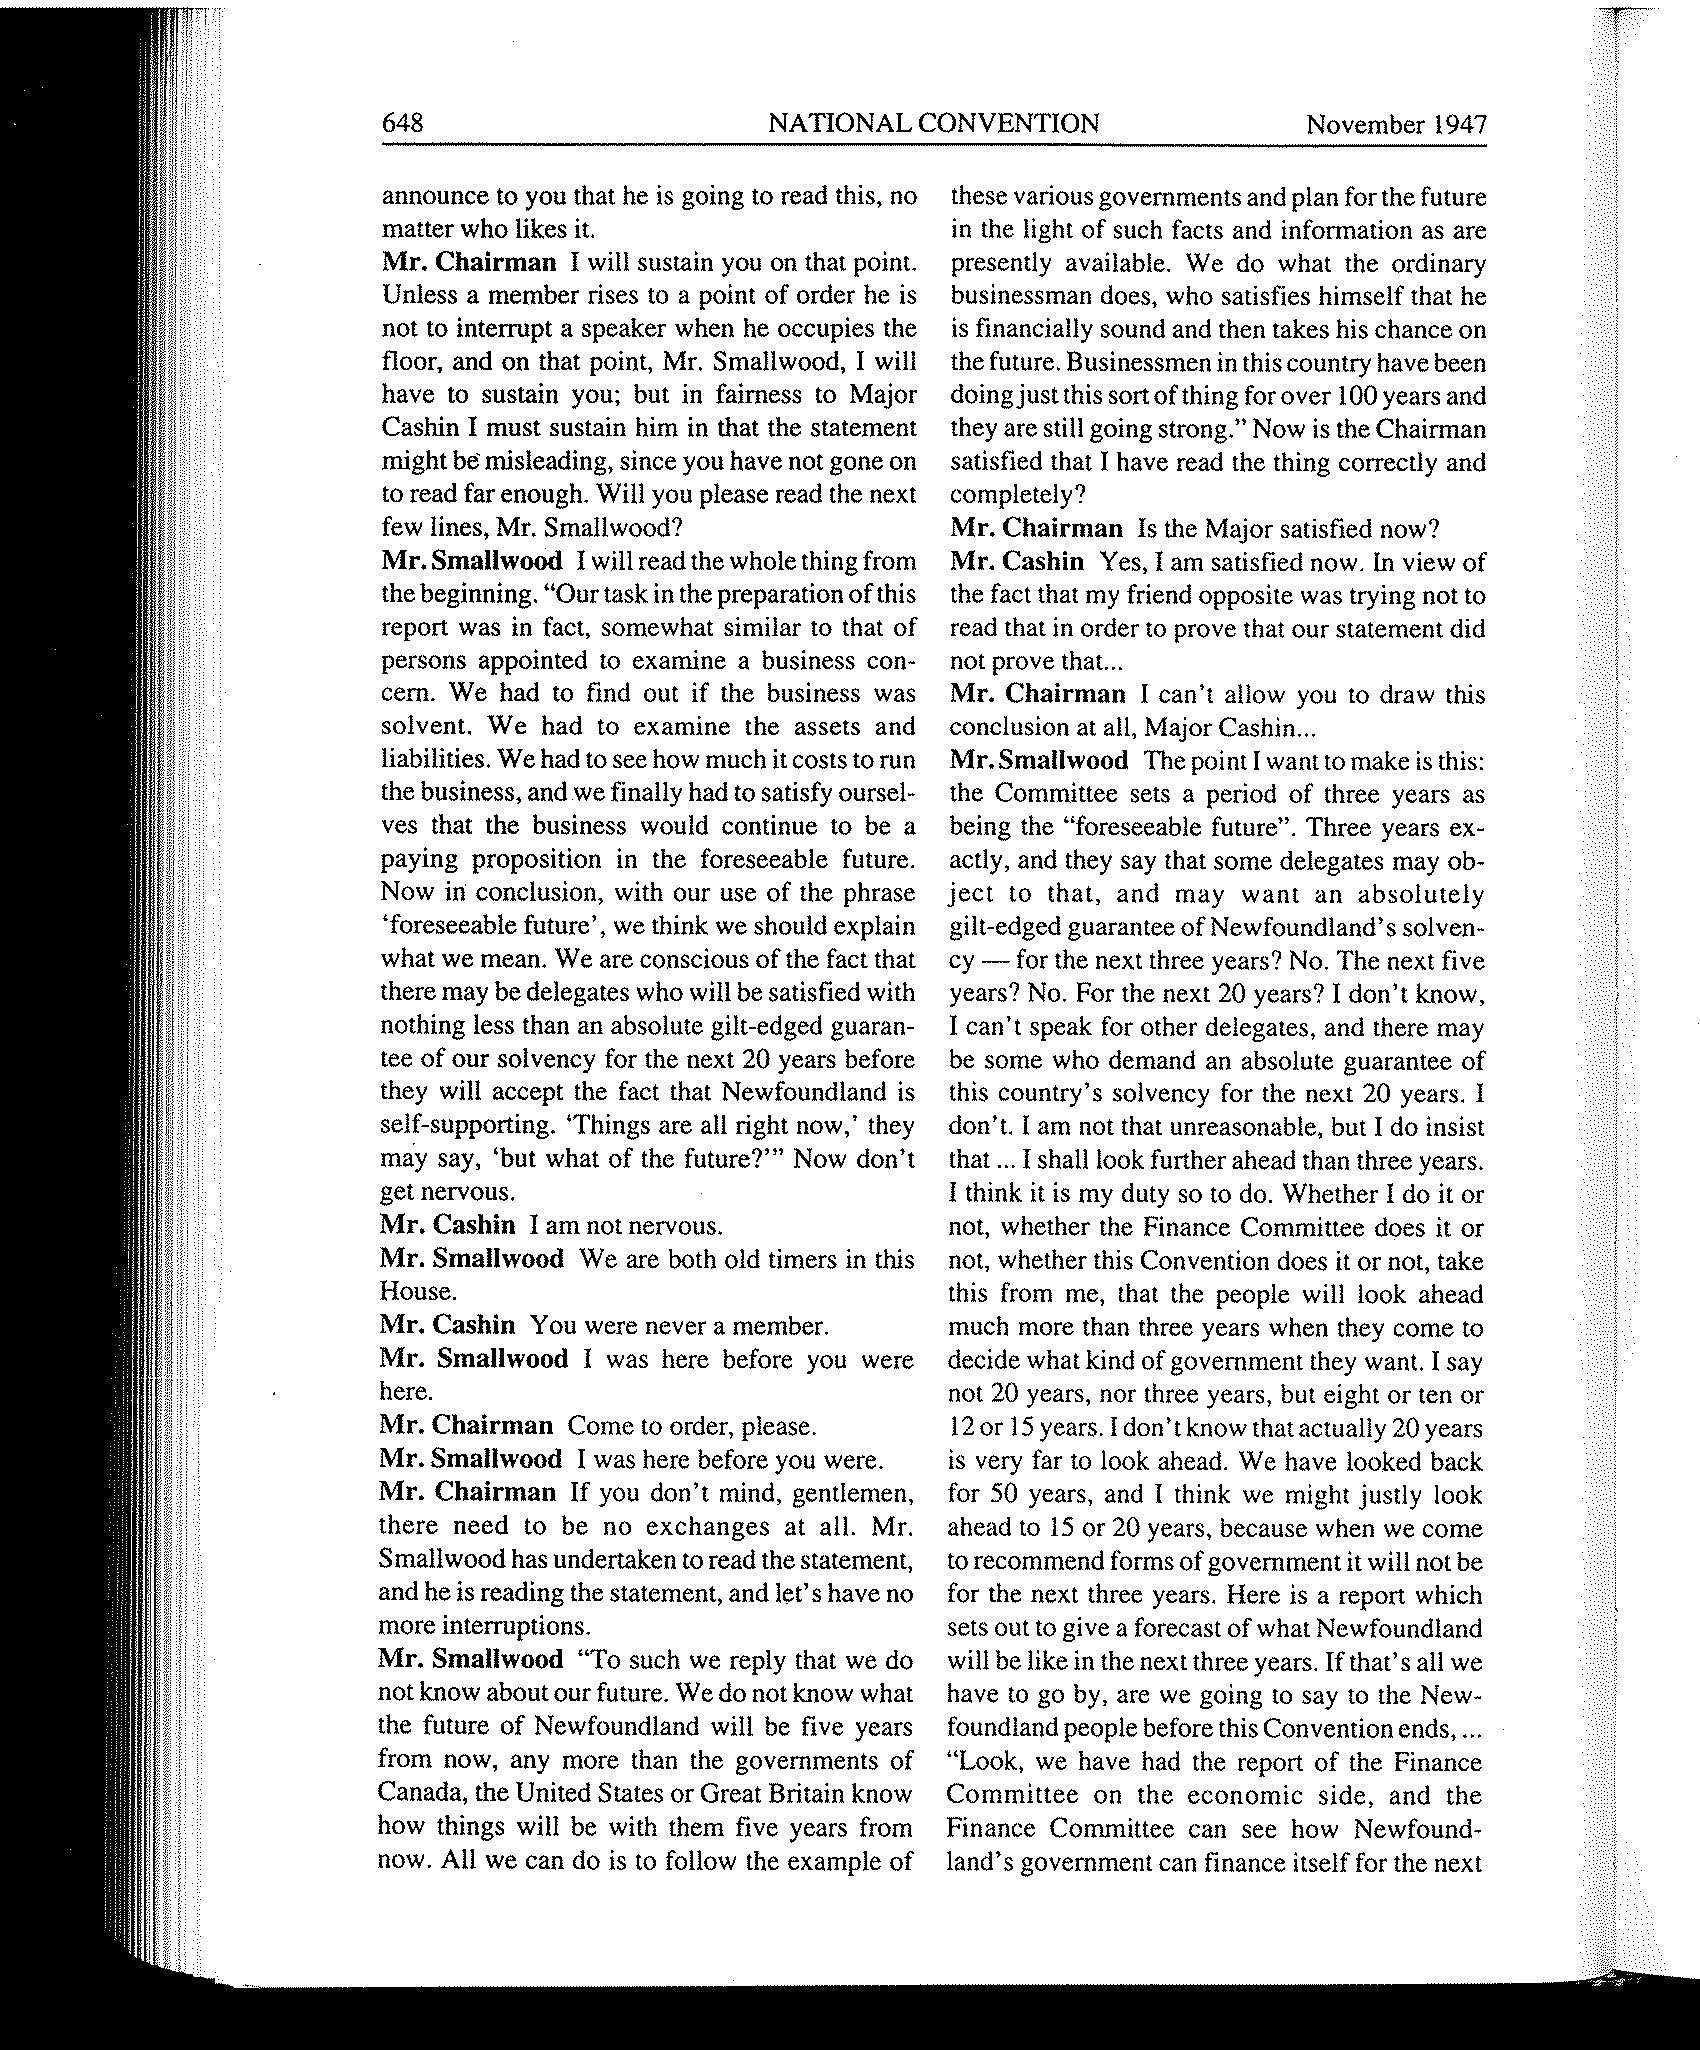 648 NATIONAL CONVENTION November 1947
announce to you that he is going to read this, no
matter who likes it.
Mr. Chairman I will sustain you on that point.
Unless a member rises to a point of order he is
not to interrupt a speaker when he occupies the
floor, and on that point, Mr. Smallwood, I will
have to sustain you; but in fairness to Major
Cashin I must sustain him in that the statement
might be misleading, since you have not gone on
to read far enough. Will you please read the next
few lines, Mr. Smallwood?
Mr. Smallwood I will read the whole thing from
the beginning. “Our task in the preparation of this
report was in fact, somewhat similar to that of
persons appointed to examine a business con-
cern. We had to find out if the business was
solvent. We had to examine the assets and
liabilities. We had to see how much it costs to run
the business, and we finally had to satisfy oursel-
ves that the business would continue to be a
paying proposition in the foreseeable future.
Now in conclusion, with our use of the phrase
‘foreseeable future’, we think we should explain
what we mean. We are conscious of the fact that
there may be delegates who will be satisfied with
nothing less than an absolute gilt-edged guaran-
tee of our solvency for the next 20 years before
they will accept the fact that Newfoundland is
self-supporting. ‘Things are all right now,’ they
may say, ‘but what of the future?’” Now don’t
get nervous.
Mr. Cashin I am not nervous.
Mr. Smallwood We are both old timers in this
House.
Mr. Cashin You were never a member.
Mr. Smallwood I was here before you were
here.
Mr. Chairman Come to order, please.
Mr. Smallwood I was here before you were.
Mr. Chairman If you don’t mind, gentlemen,
there need to be no exchanges at all. Mr.
Smallwood has undertaken to read the statement,
and he is reading the statement, and let’s have no
more interruptions.
Mr. Smallwood “To such we reply that we do
not know about our future. We do not know what
the future of Newfoundland will be five years
from now, any more than the governments of
Canada, the United States or Great Britain know
how things will be with them five years from
now. All we can do is to follow the example of
these various governments and plan for the future
in the light of such facts and information as are
presently available. We do what the ordinary
businessman does, who satisfies himself that he
is financially sound and then takes his chance on
the future. Businessmen in this country have been
doing just this sort of thing for over 100 years and
they are still going strong.” Now is the Chairman
satisfied that I have read the thing correctly and
completely?
Mr. Chairman Is the Major satisfied now?
Mr. Cashin Yes, I am satisfied now. In view of
the fact that my friend opposite was trying not to
read that in order to prove that our statement did
not prove that...
Mr. Chairman I can’t allow you to draw this
conclusion at all, Major Cashin...
Mr. Smallwood The point I want to make is this:
the Committee sets a period of three years as
being the “foreseeable future”. Three years ex-
actly, and they say that some delegates may ob-
ject to that, and may want an absolutely
gilt-edged guarantee of Newfoundland’s solven-
cy — for the next three years? No. The next five
years? No. For the next 20 years? I don’t know,
I can’t speak for other delegates, and there may
be some who demand an absolute guarantee of
this country’s solvency for the next 20 years. I
don’t. I am not that unreasonable, but I do insist
that ... I shall look further ahead than three years.
I think it is my duty so to do. Whether I do it or
not, whether the Finance Committee does it or
not, whether this Convention does it or not, take
this from me, that the people will look ahead
much more than three years when they come to
decide what kind of government they want. I say
not 20 years, nor three years, but eight or ten or
12 or 15 years. I don’t know that actually 20 years
is very far to look ahead. We have looked back
for 50 years, and I think we might justly look
ahead to 15 or 20 years, because when we come
to recommend forms of government it will not be
for the next three years. Here is a report which
sets out to give a forecast of what Newfoundland
will be like in the next three years. If that’s all we
have to go by, are we going to say to the New-
foundland people before this Convention ends, ...
“Look, we have had the report of the Finance
Committee on the economic side, and the
Finance Committee can see how Newfound-
land’s government can finance itself for the next